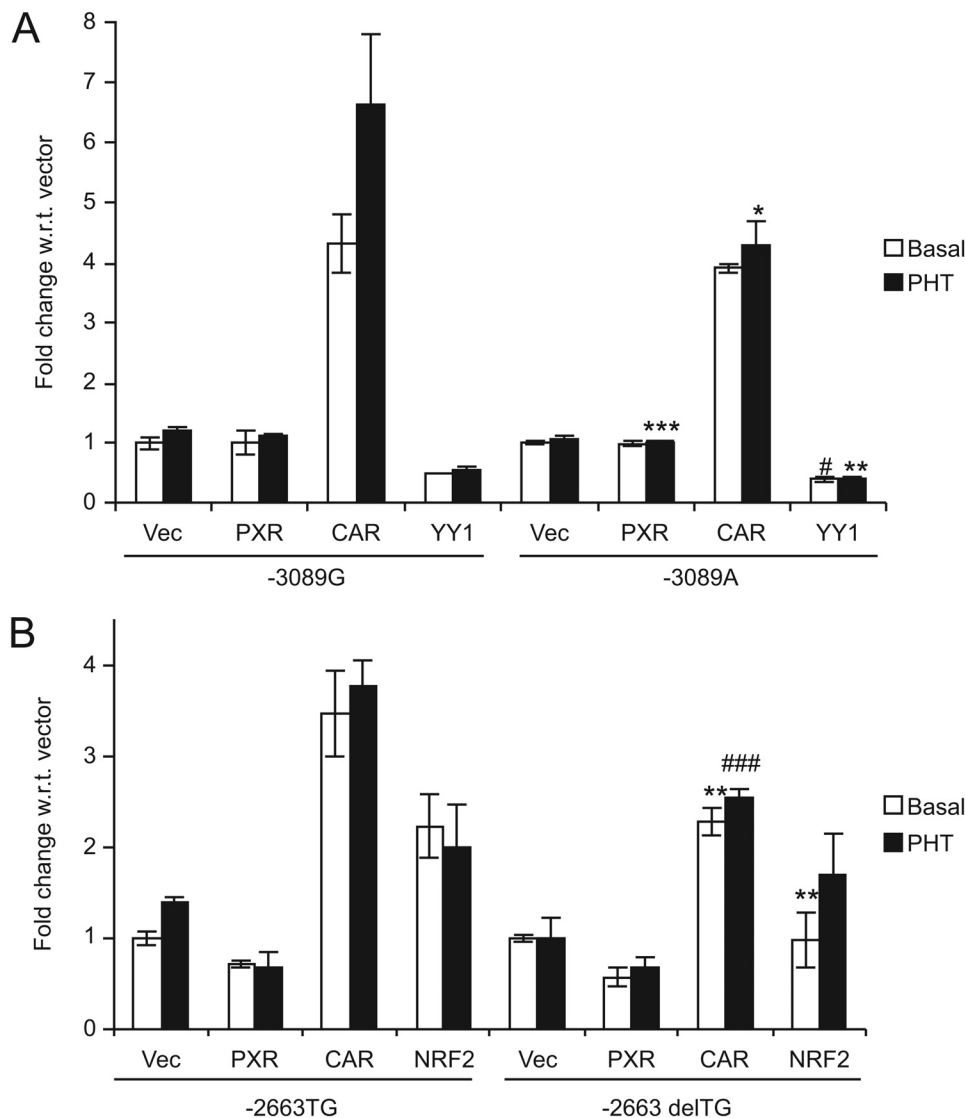 A
Fold change w.r.t. vector
8
7
6
5
4
3
2
1
0
***
*
#
**
Basal
PHT
Vec PXR CAR YY1 Vec PXR CAR YY1
-3089G -3089A
B
Fold change w.r.t. vector
4
3
2
1
0
**
###
**
Basal
PHT
Vec PXR CAR NRF2 Vec PXR CAR NRF2
-2663TG -2663 delTG